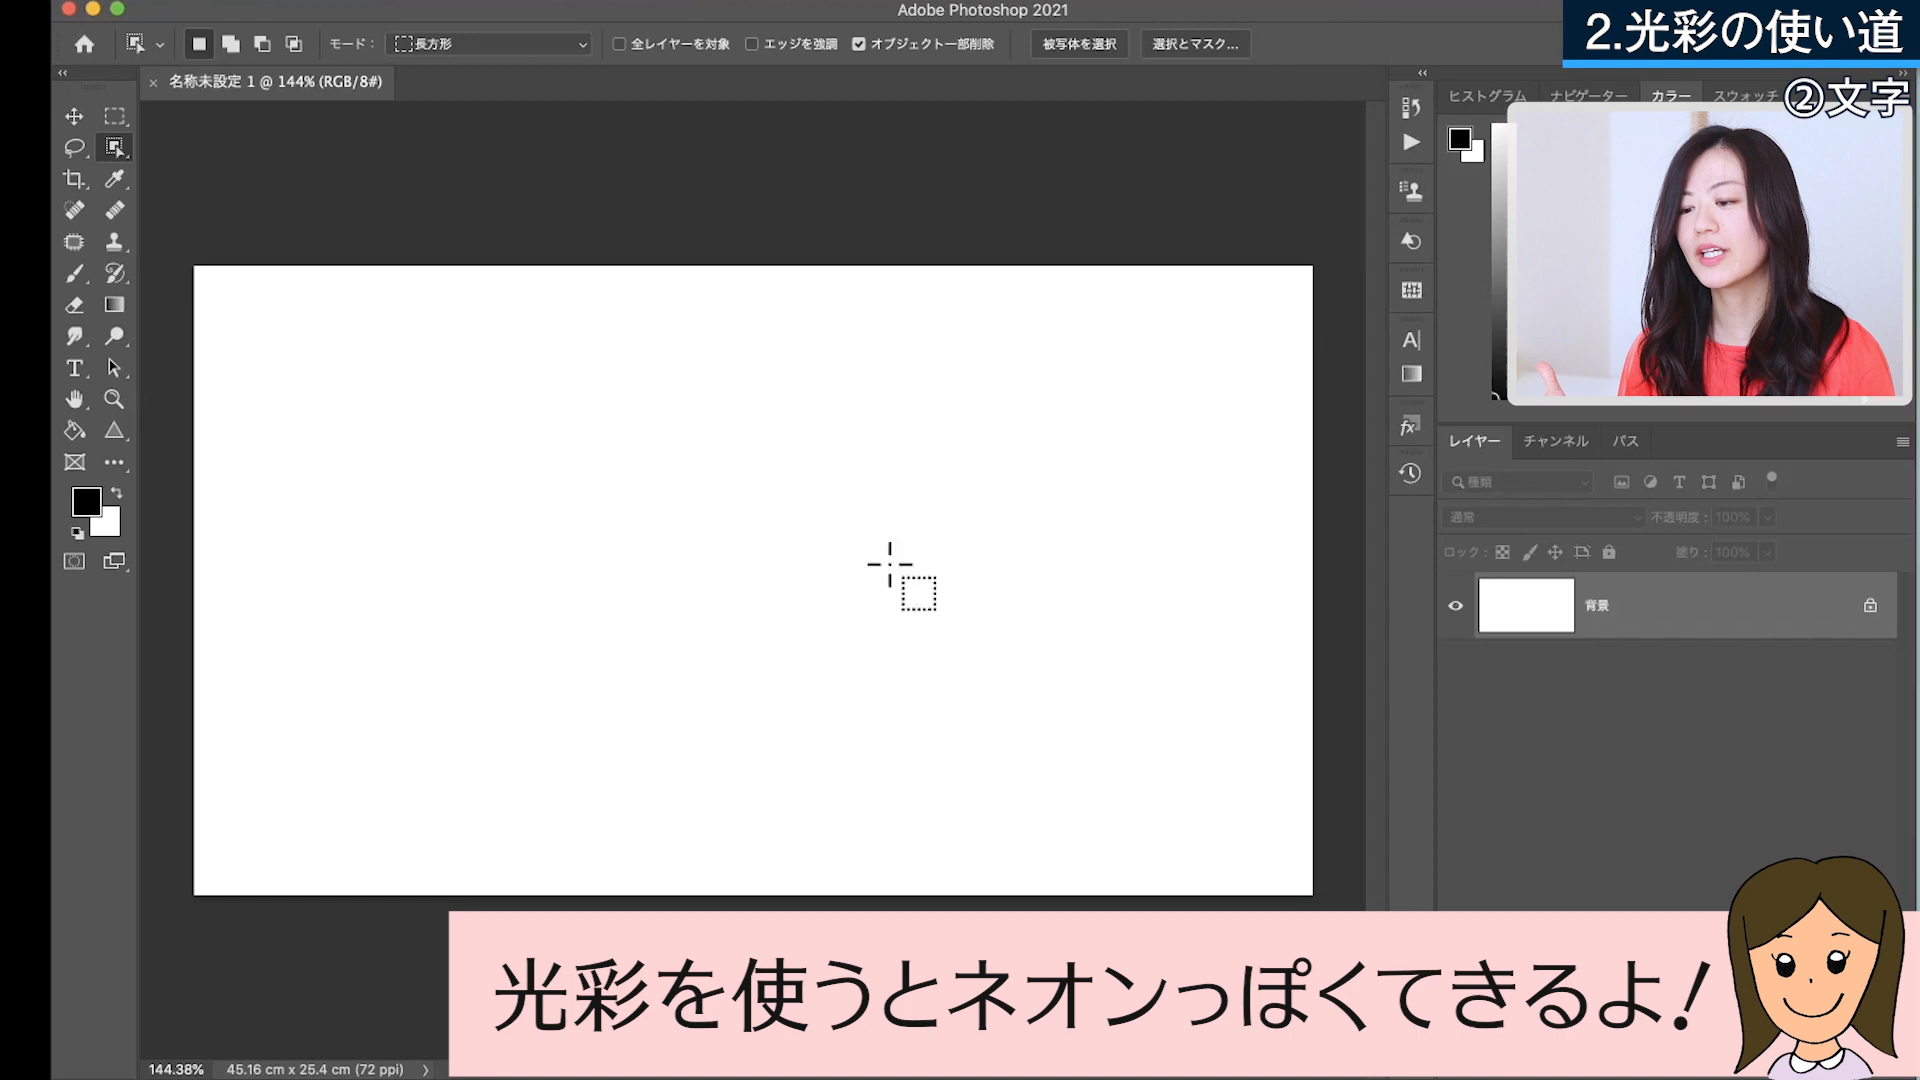 Adobe Photoshop 2021
2.光彩の使い道
②文字
モード: 長方形 全レイヤーを対象 エッジを強調 オブジェクト一部削除 被写体を選択 選択とマスク...
× 名称未設定 1 @ 144% (RGB/8#)
ヒストグラム ナビゲーター カラー スウォッチ
レイヤー チャンネル パス
種類
通常 不透明度: 100%
ロック: 塗り: 100%
背景
光彩を使うとネオンっぽくてきるよ!
144.38% 45.16 cm x 25.4 cm (72 ppi)